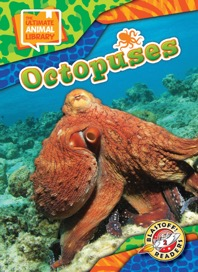 THE
ULTIMATE
ANIMAL
LIBRARY
Octopuses
BLASTOFF!
READERS